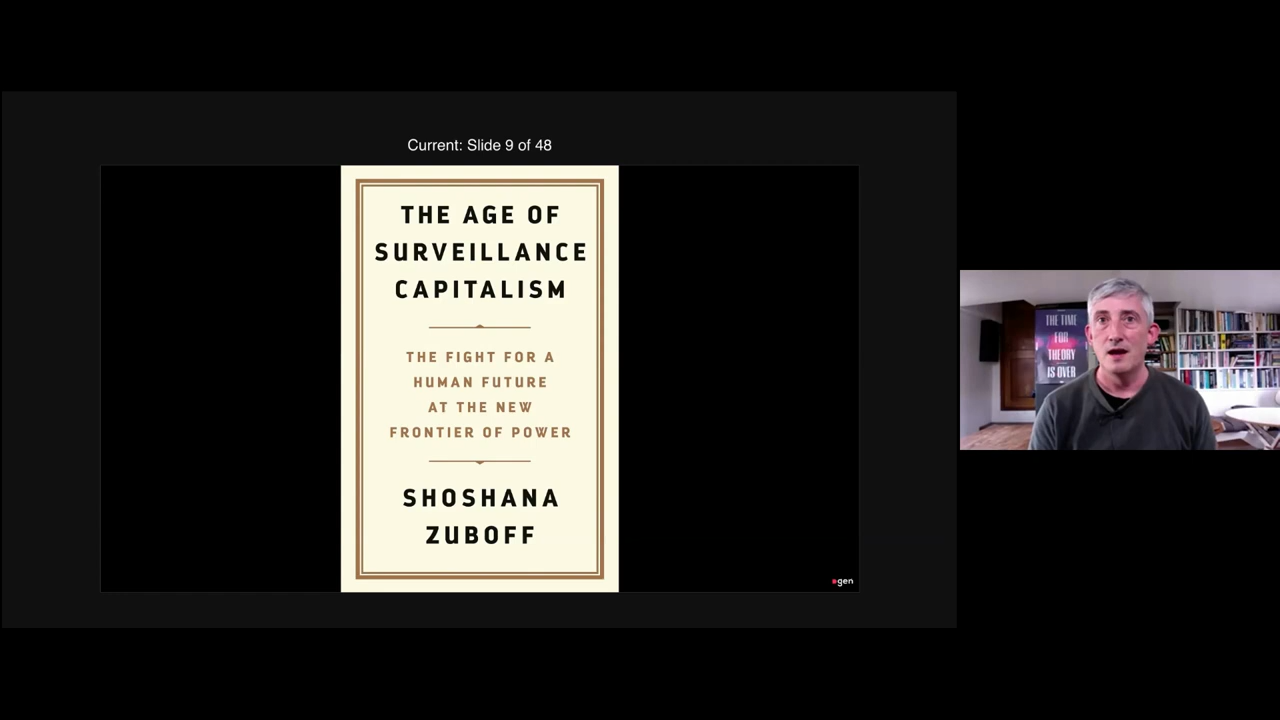 Current: Slide 9 of 48
THE AGE OF
SURVEILLANCE
CAPITALISM
THE FIGHT FOR A
HUMAN FUTURE
AT THE NEW
FRONTIER OF POWER
SHOSHANA
ZUBOFF
gen
THE TIME
FOR
THEORY
IS OVER